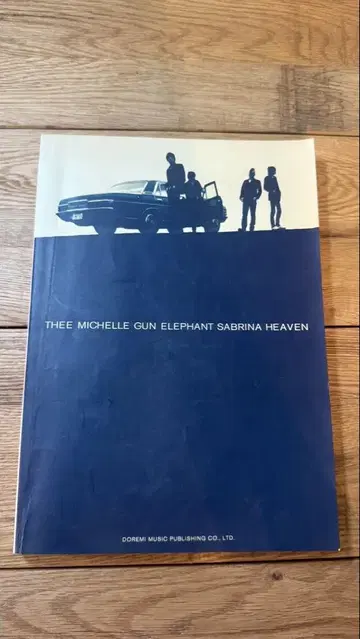 THEE MICHELLE GUN ELEPHANT SABRINA HEAVEN
DOREMI MUSIC PUBLISHING CO., LTD.